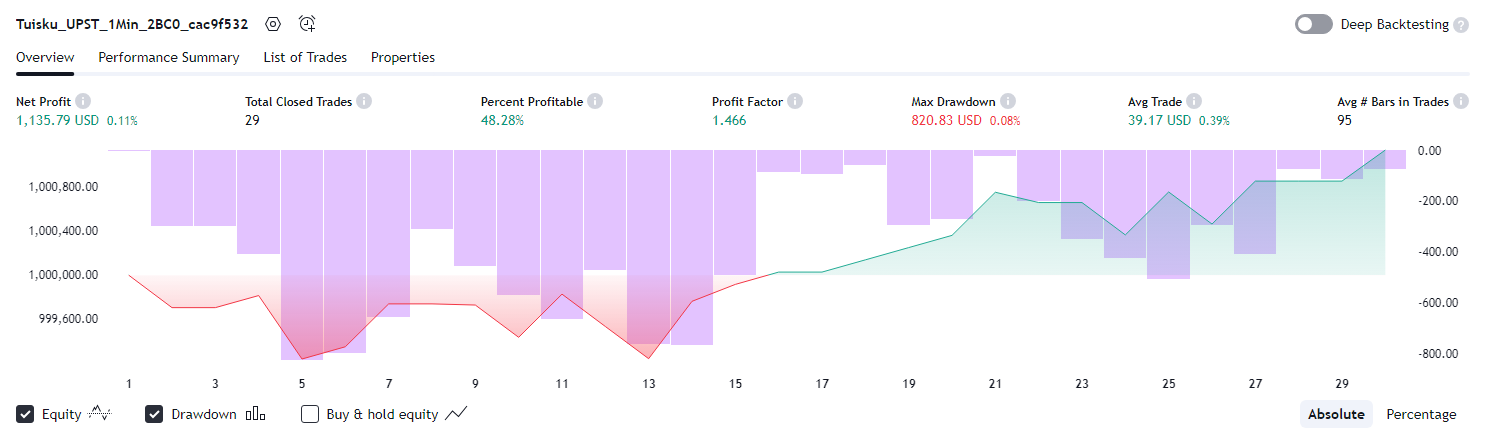 Tuisku_UPST_1Min_2BC0_cac9f532
Deep Backtesting ?
Overview Performance Summary List of Trades Properties
Net Profit i Total Closed Trades i Percent Profitable i Profit Factor i Max Drawdown i Avg Trade i Avg # Bars in Trades i
1,135.79 USD 0.11% 29 48.28% 1.466 820.83 USD 0.08% 39.17 USD 0.39% 95
0.00
1,000,800.00
-200.00
1,000,400.00
-400.00
1,000,000.00
-600.00
999,600.00
-800.00
1 3 5 7 9 11 13 15 17 19 21 23 25 27 29
Equity Drawdown Buy & hold equity Absolute Percentage